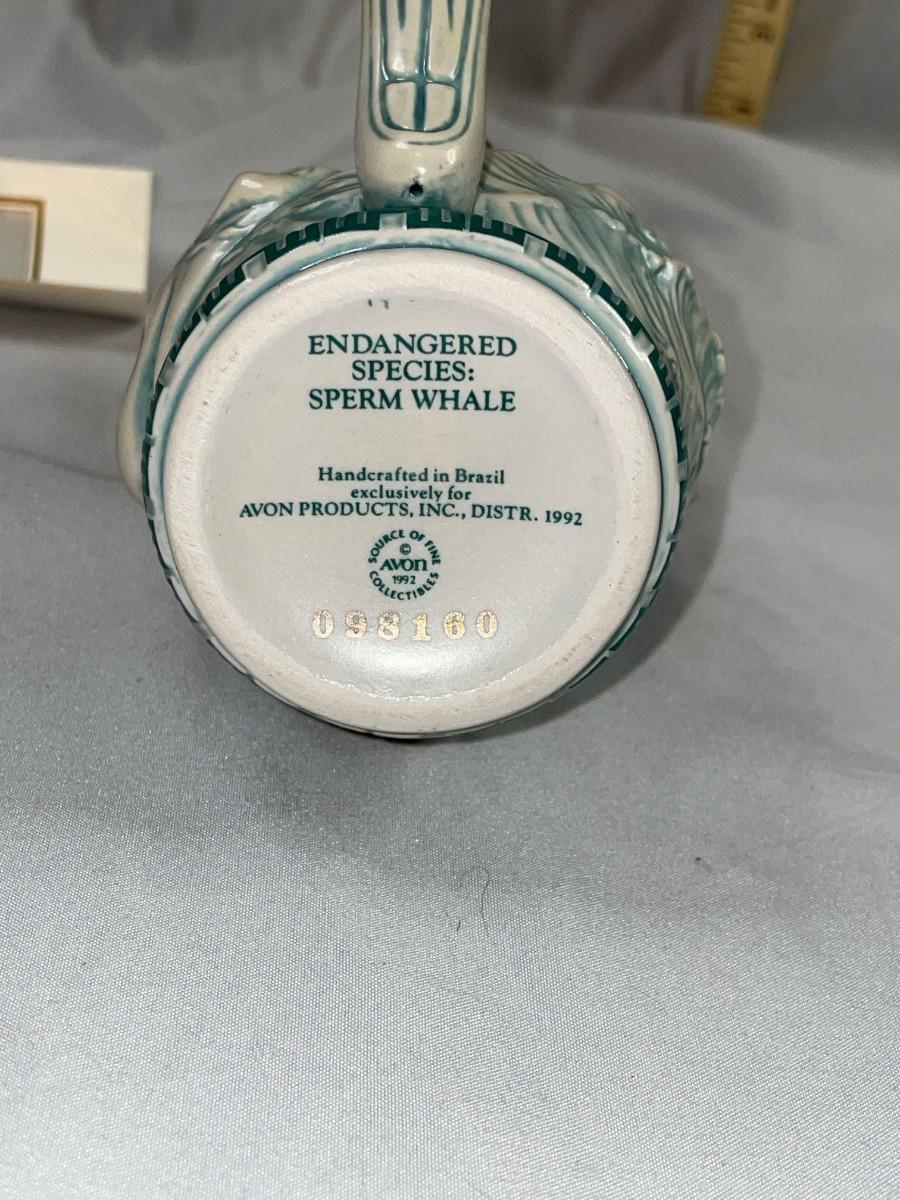 ENDANGERED
SPECIES:
SPERM WHALE
Handcrafted in Brazil
exclusively for
AVON PRODUCTS, INC., DISTR. 1992
SOURCE OF FINE
©
AVON
1992
COLLECTIBLES
098160